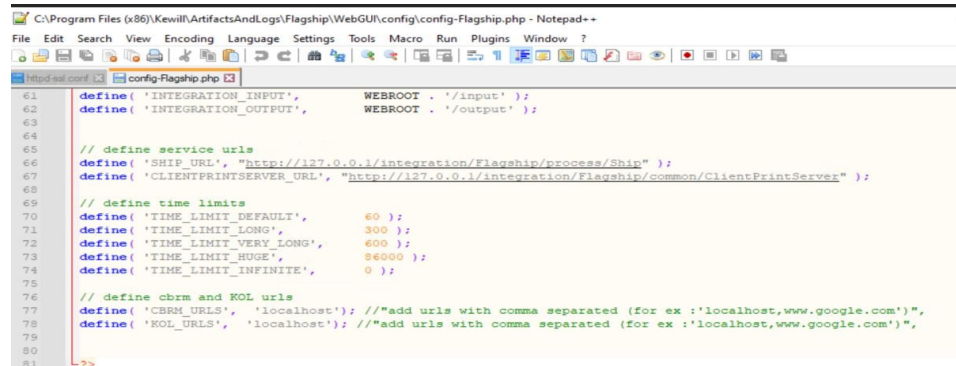 C:\Program Files (x86)\Kewill\ArtifactsAndLogs\Flagship\WebGUI\config\config-Flagship.php - Notepad++
File Edit Search View Encoding Language Settings Tools Macro Run Plugins Window ?
httpd-ssl.conf config-Flagship.php
61 define( 'INTEGRATION_INPUT', WEBROOT . '/input' );
62 define( 'INTEGRATION_OUTPUT', WEBROOT . '/output' );
63
64
65 // define service urls
66 define( 'SHIP_URL', "http://127.0.0.1/integration/Flagship/process/Ship" );
67 define( 'CLIENTPRINTSERVER_URL', "http://127.0.0.1/integration/Flagship/common/ClientPrintServer" );
68
69 // define time limits
70 define( 'TIME_LIMIT_DEFAULT', 60 );
71 define( 'TIME_LIMIT_LONG', 300 );
72 define( 'TIME_LIMIT_VERY_LONG', 600 );
73 define( 'TIME_LIMIT_HUGE', 86000 );
74 define( 'TIME_LIMIT_INFINITE', 0 );
75
76 // define cbrm and KOL urls
77 define( 'CBRM_URLS', 'localhost'); //"add urls with comma separated (for ex :'localhost,www.google.com')",
78 define( 'KOL_URLS', 'localhost'); //"add urls with comma separated (for ex :'localhost,www.google.com')",
79
80
81 ?>